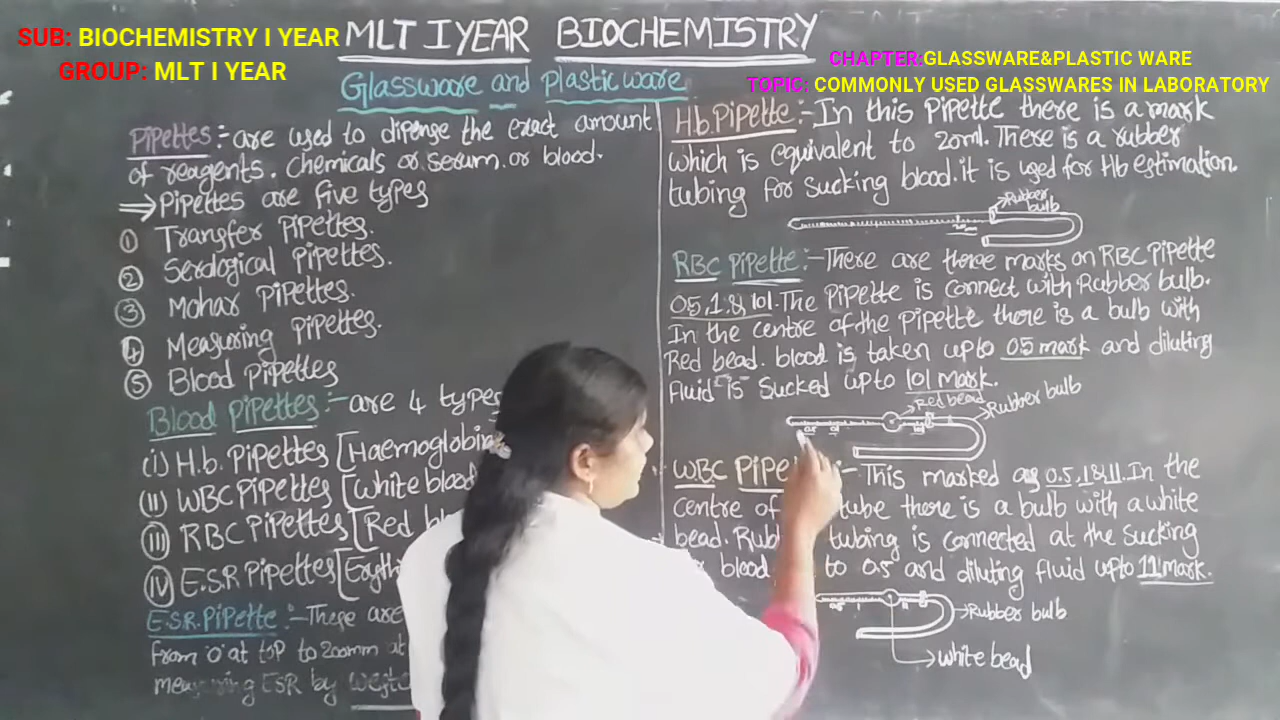 SUB: BIOCHEMISTRY I YEAR
GROUP: MLT I YEAR
MLT I YEAR BIOCHEMISTRY
CHAPTER:GLASSWARE&PLASTIC WARE
TOPIC: COMMONLY USED GLASSWARES IN LABORATORY
Glassware and plastic ware
Pipettes:- are used to dipense the exact amount
of reagents. chemicals or serum. or blood.
⇒ Pipettes are five types
① Transfer Pipettes.
② Serological Pipettes.
③ Mohar Pipettes.
④ Measuring Pipettes.
⑤ Blood Pipettes
Blood Pipettes:- are 4 types
(i) H.b. Pipettes [Haemoglobin
(II) WBC Pipettes [White blood
III) RBC Pipettes [Red
IV) E.S.R Pipettes [
E.S.R. Pipette:- These are
from 'o' at top to 200mm at
measuring ESR by
Hb. Pipette:- In this Pipette there is a mark
which is equivalent to 20ml. There is a rubber
tubing for sucking blood. it is used for Hb estimation.
Rubber
bulb
RBC Pipette:- There are three marks on RBC Pipette
05, 1. & 101. The Pipette is connect with Rubber bulb.
In the centre of the Pipette there is a bulb with
Red bead. blood is taken upto 05 mark and diluting
fluid is sucked upto 101 mark.
Red bead
Rubber bulb
WBC :- This marked as 0.5, 1 & 11. In the
centre of tube there is a bulb with a white
bead. tubing is connected at the sucking
blood. to 0.5 and diluting fluid upto 11 mark.
Rubber bulb
White bead